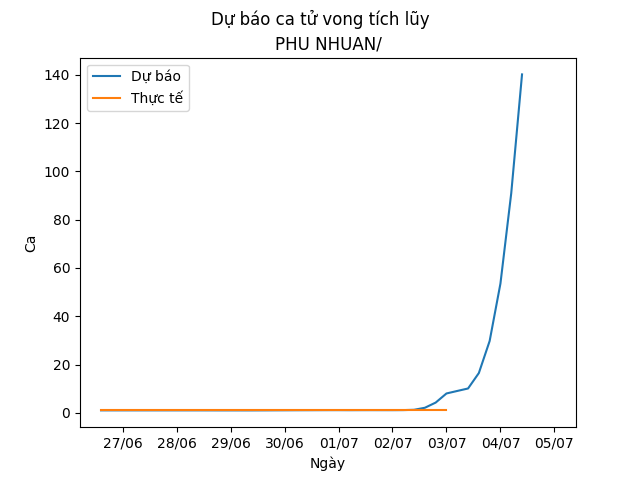 Dự báo ca tử vong tích lũy
PHU NHUAN/
Dự báo
Thực tế
140
120
100
80
60
40
20
0
Ca
27/06 28/06 29/06 30/06 01/07 02/07 03/07 04/07 05/07
Ngày